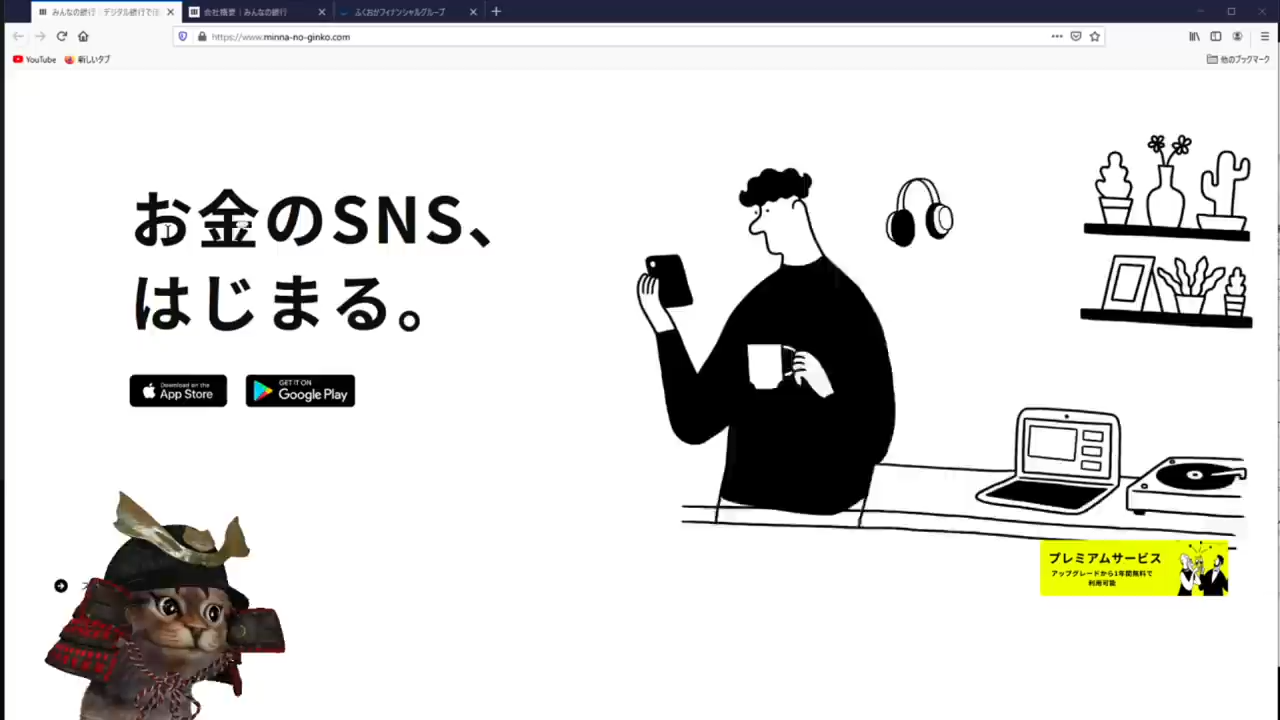 みんなの銀行｜デジタル銀行で注
会社概要｜みんなの銀行
ふくおかフィナンシャルグループ
https://www.minna-no-ginko.com
YouTube
新しいタブ
他のブックマーク
お金のSNS、
はじまる。
Download on the
App Store
GET IT ON
Google Play
プレミアムサービス
アップグレードから1年間無料で
利用可能